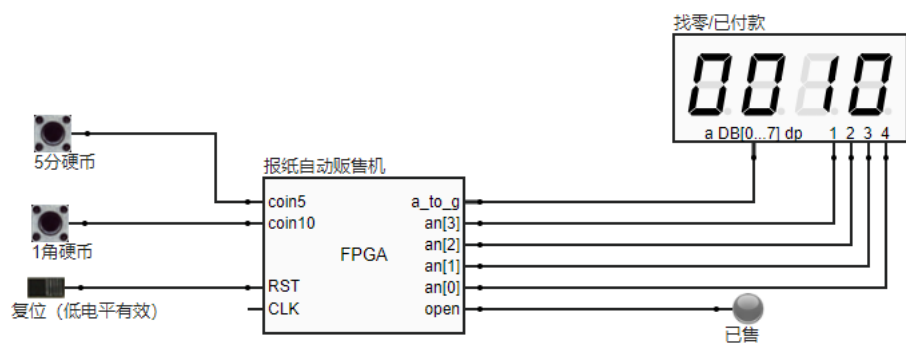 找零/已付款
0010
a DB[0...7] dp 1 2 3 4
5分硬币
报纸自动贩售机
coin5 a_to_g
coin10 an[3]
1角硬币
an[2]
FPGA
an[1]
RST an[0]
复位（低电平有效）
CLK open
已售